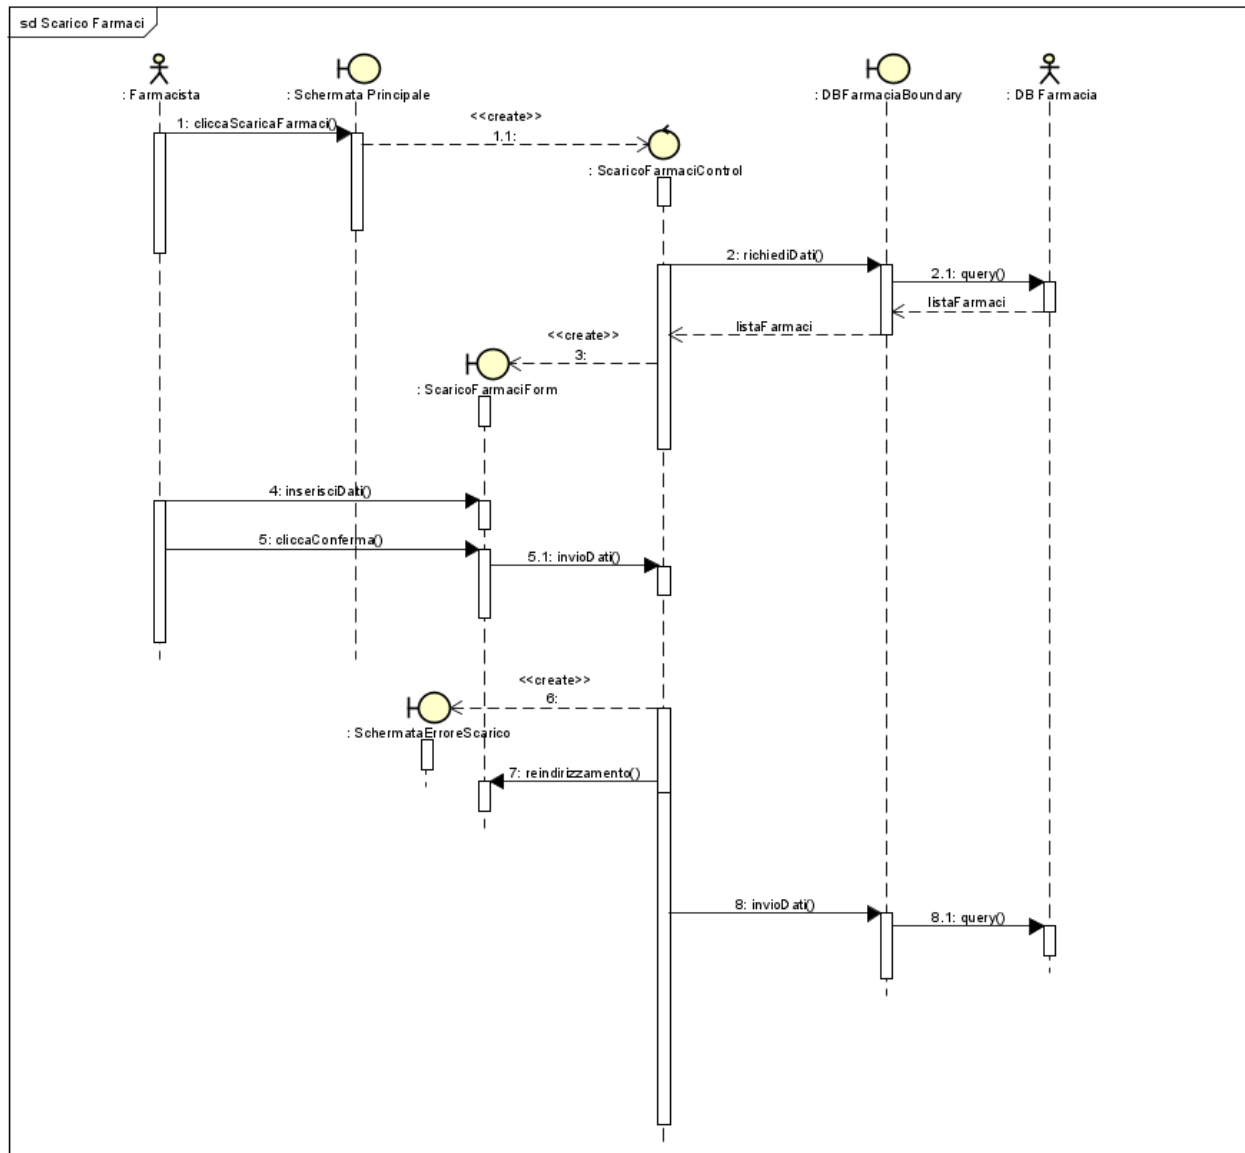 sd Scarico Farmaci
: Farmacista
: Schermata Principale
: DBFarmaciaBoundary
: DB Farmacia
1: cliccaScaricaFarmaci()
<<create>>
1.1:
: ScaricoFarmaciControl
2: richiediDati()
2.1: query()
listaFarmaci
listaFarmaci
<<create>>
3:
: ScaricoFarmaciForm
4: inserisciDati()
5: cliccaConferma()
5.1: invioDati()
<<create>>
6:
: SchermataErroreScarico
7: reindirizzamento()
8: invioDati()
8.1: query()